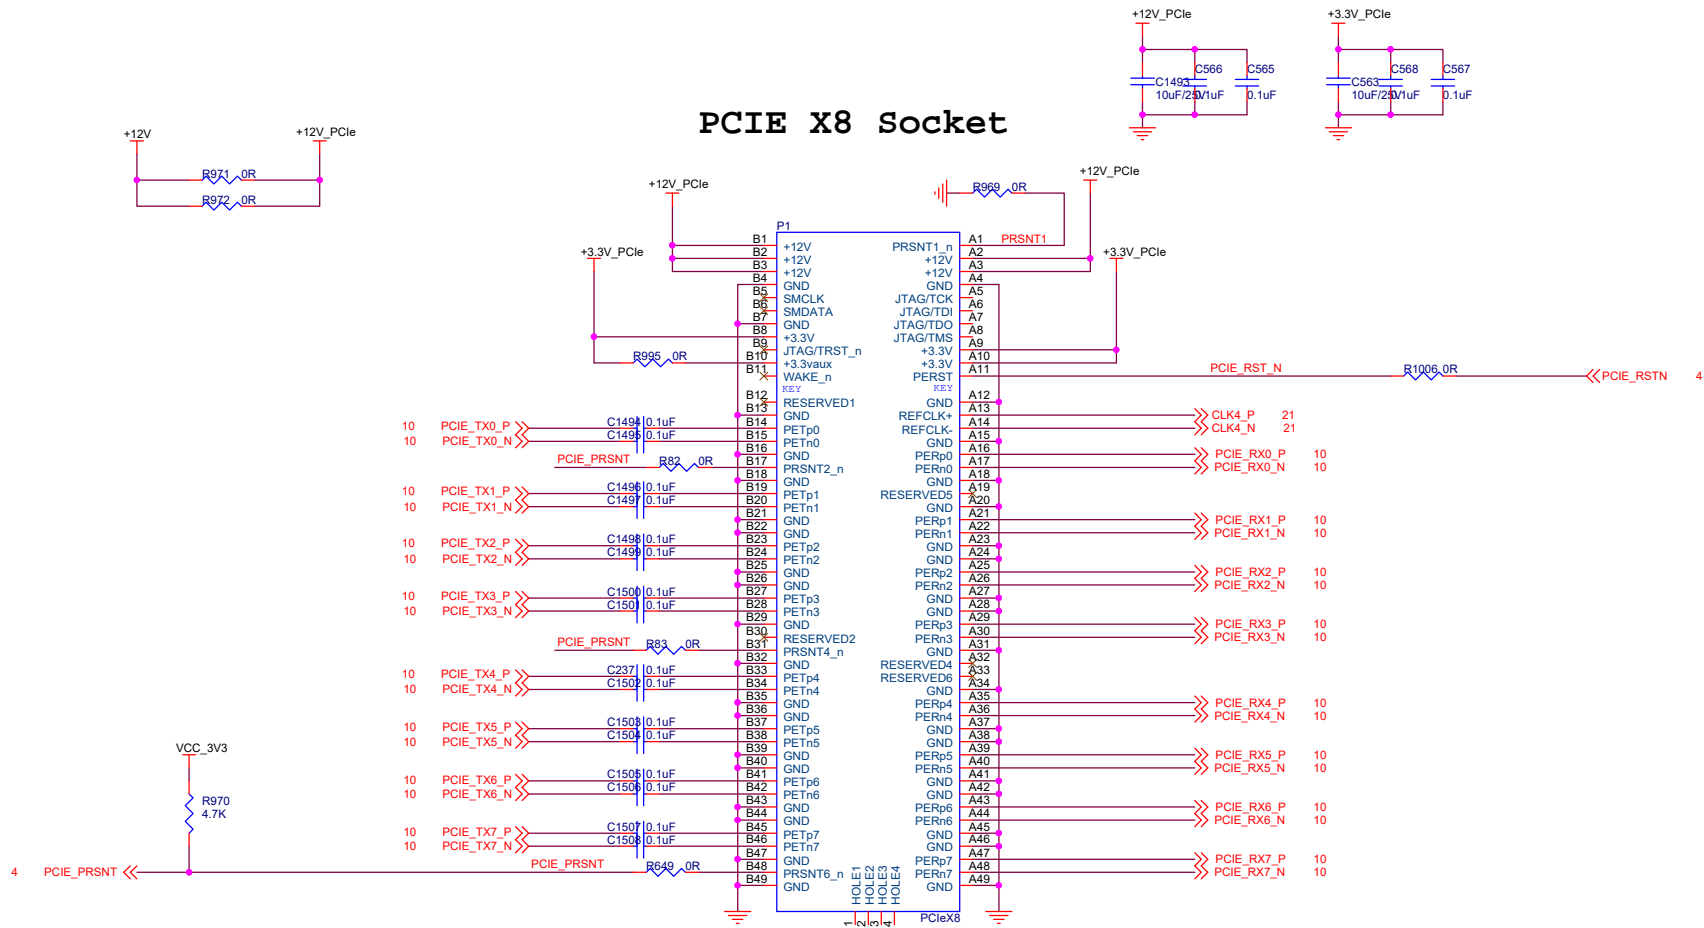 +12V_PCIe
+3.3V_PCIe
C1493
10uF/25V
C566
0.1uF
C565
0.1uF
C563
10uF/25V
C568
0.1uF
C567
0.1uF
PCIE X8 Socket
+12V
+12V_PCIe
R971 0R
R972 0R
+12V_PCIe
+3.3V_PCIe
R969 0R
+12V_PCIe
+3.3V_PCIe
P1
B1 +12V PRSNT1_n A1 PRSNT1
B2 +12V +12V A2
B3 +12V +12V A3
B4 GND GND A4
B5 SMCLK JTAG/TCK A5
B6 SMDATA JTAG/TDI A6
B7 GND JTAG/TDO A7
B8 +3.3V JTAG/TMS A8
B9 JTAG/TRST_n +3.3V A9
R995 0R B10 +3.3vaux +3.3V A10
B11 WAKE_n PERST A11 PCIE_RST_N R1006 0R PCIE_RSTN 4
KEY KEY
B12 RESERVED1 GND A12
B13 GND REFCLK+ A13 CLK4_P 21
10 PCIE_TX0_P C1494 0.1uF B14 PETp0 REFCLK- A14 CLK4_N 21
10 PCIE_TX0_N C1495 0.1uF B15 PETn0 GND A15
B16 GND PERp0 A16 PCIE_RX0_P 10
PCIE_PRSNT R82 0R B17 PRSNT2_n PERn0 A17 PCIE_RX0_N 10
B18 GND GND A18
10 PCIE_TX1_P C1496 0.1uF B19 PETp1 RESERVED5 A19
10 PCIE_TX1_N C1497 0.1uF B20 PETn1 GND A20
B21 GND PERp1 A21 PCIE_RX1_P 10
B22 GND PERn1 A22 PCIE_RX1_N 10
10 PCIE_TX2_P C1498 0.1uF B23 PETp2 GND A23
10 PCIE_TX2_N C1499 0.1uF B24 PETn2 GND A24
B25 GND PERp2 A25 PCIE_RX2_P 10
B26 GND PERn2 A26 PCIE_RX2_N 10
10 PCIE_TX3_P C1500 0.1uF B27 PETp3 GND A27
10 PCIE_TX3_N C1501 0.1uF B28 PETn3 GND A28
B29 GND PERp3 A29 PCIE_RX3_P 10
B30 RESERVED2 PERn3 A30 PCIE_RX3_N 10
PCIE_PRSNT R83 0R B31 PRSNT4_n GND A31
B32 GND RESERVED4 A32
10 PCIE_TX4_P C237 0.1uF B33 PETp4 RESERVED6 A33
10 PCIE_TX4_N C1502 0.1uF B34 PETn4 GND A34
B35 GND PERp4 A35 PCIE_RX4_P 10
B36 GND PERn4 A36 PCIE_RX4_N 10
10 PCIE_TX5_P C1503 0.1uF B37 PETp5 GND A37
10 PCIE_TX5_N C1504 0.1uF B38 PETn5 GND A38
B39 GND PERp5 A39 PCIE_RX5_P 10
B40 GND PERn5 A40 PCIE_RX5_N 10
10 PCIE_TX6_P C1505 0.1uF B41 PETp6 GND A41
10 PCIE_TX6_N C1506 0.1uF B42 PETn6 GND A42
B43 GND PERp6 A43 PCIE_RX6_P 10
B44 GND PERn6 A44 PCIE_RX6_N 10
10 PCIE_TX7_P C1507 0.1uF B45 PETp7 GND A45
10 PCIE_TX7_N C1508 0.1uF B46 PETn7 GND A46
B47 GND PERp7 A47 PCIE_RX7_P 10
PCIE_PRSNT R649 0R B48 PRSNT6_n PERn7 A48 PCIE_RX7_N 10
B49 GND GND A49
VCC_3V3
R970
4.7K
4 PCIE_PRSNT
HOLE1
HOLE2
HOLE3
HOLE4
1
2
3
4
PCIeX8